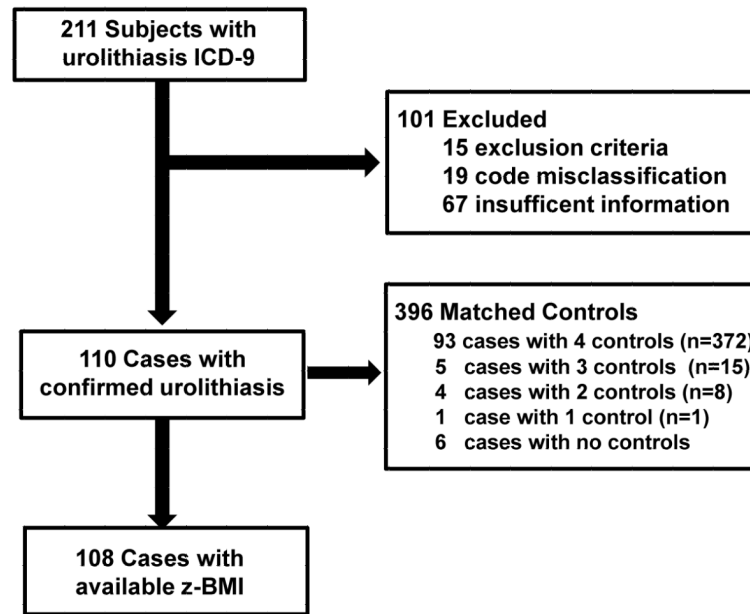 211 Subjects with
urolithiasis ICD-9
101 Excluded
15 exclusion criteria
19 code misclassification
67 insufficent information
396 Matched Controls
93 cases with 4 controls (n=372)
5 cases with 3 controls (n=15)
4 cases with 2 controls (n=8)
1 case with 1 control (n=1)
6 cases with no controls
110 Cases with
confirmed urolithiasis
108 Cases with
available z-BMI